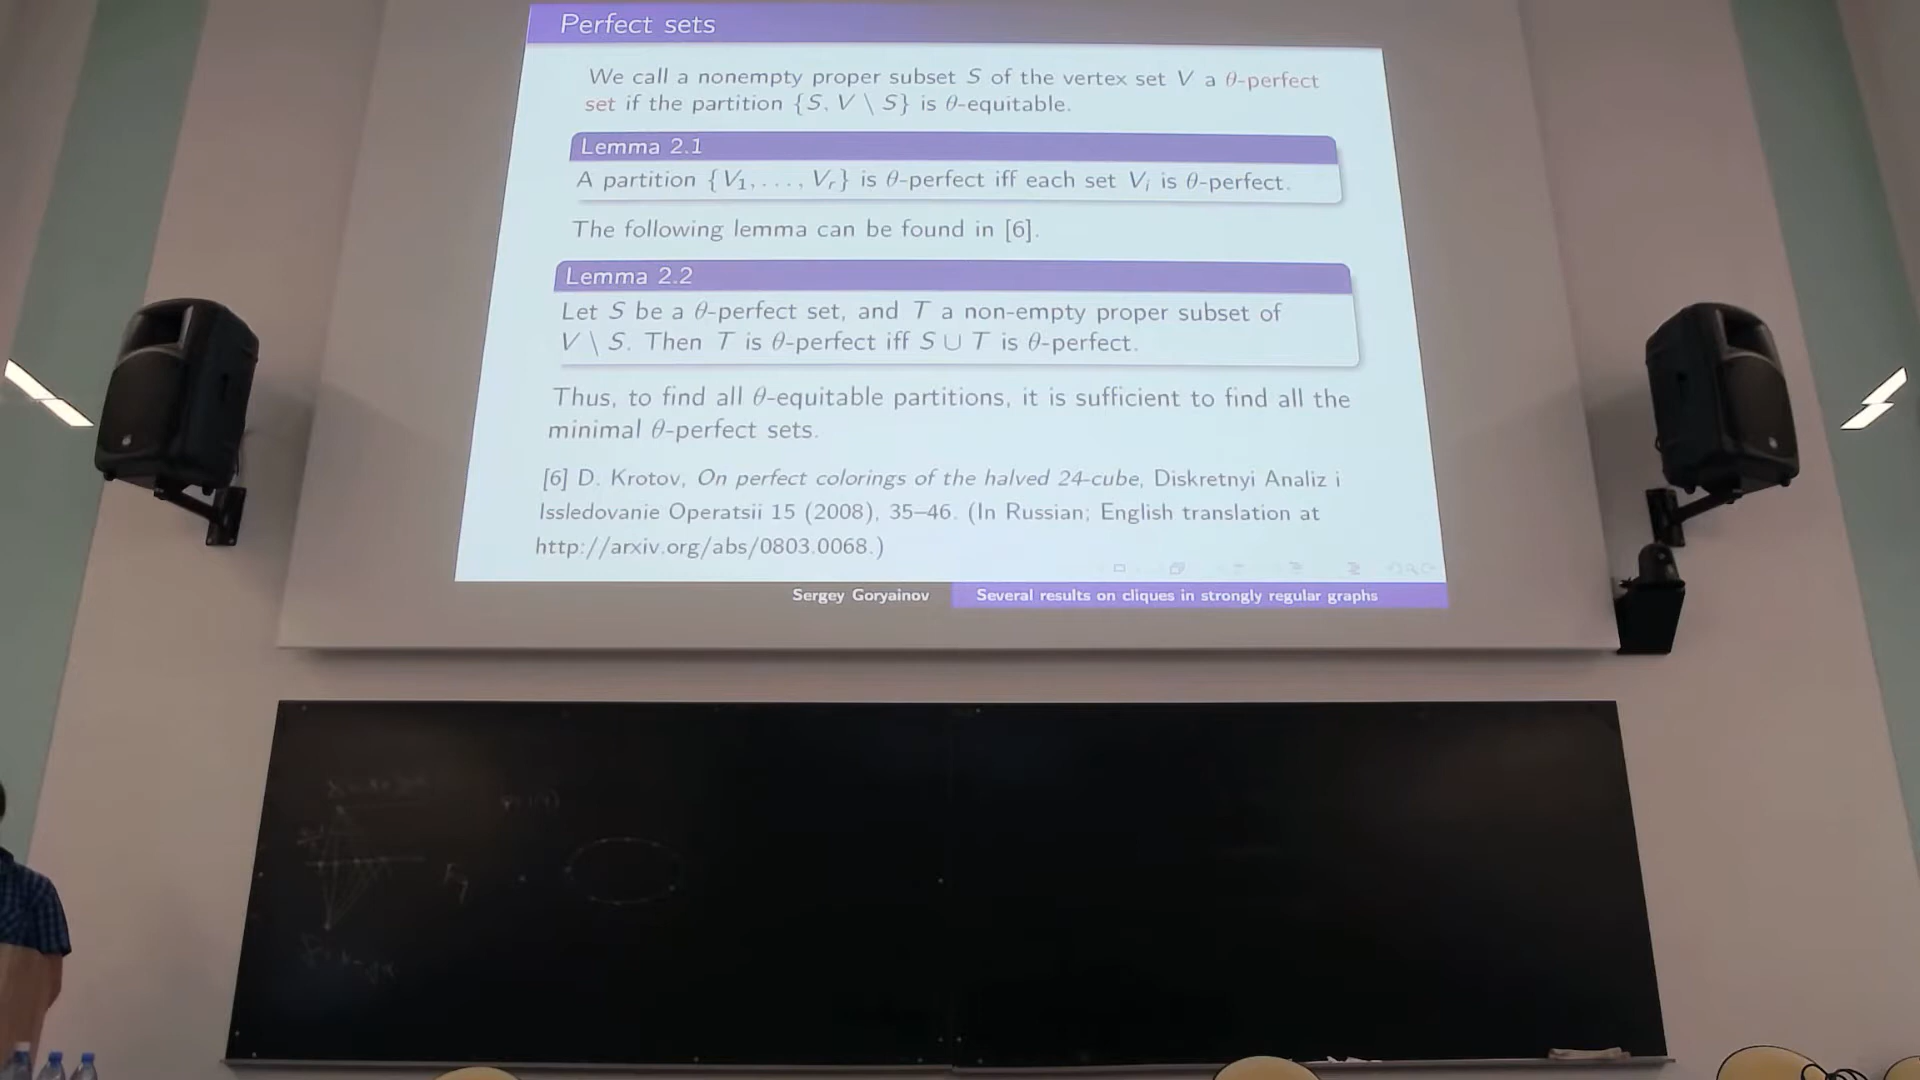 Perfect sets
We call a nonempty proper subset S of the vertex set V a θ-perfect
set if the partition {S, V \ S} is θ-equitable.
Lemma 2.1
A partition {V₁, . . . , Vᵣ} is θ-perfect iff each set Vᵢ is θ-perfect.
The following lemma can be found in [6].
Lemma 2.2
Let S be a θ-perfect set, and T a non-empty proper subset of
V \ S. Then T is θ-perfect iff S ∪ T is θ-perfect.
Thus, to find all θ-equitable partitions, it is sufficient to find all the
minimal θ-perfect sets.
[6] D. Krotov, On perfect colorings of the halved 24-cube, Diskretnyi Analiz i
Issledovanie Operatsii 15 (2008), 35–46. (In Russian; English translation at
http://arxiv.org/abs/0803.0068.)
Sergey Goryainov
Several results on cliques in strongly regular graphs